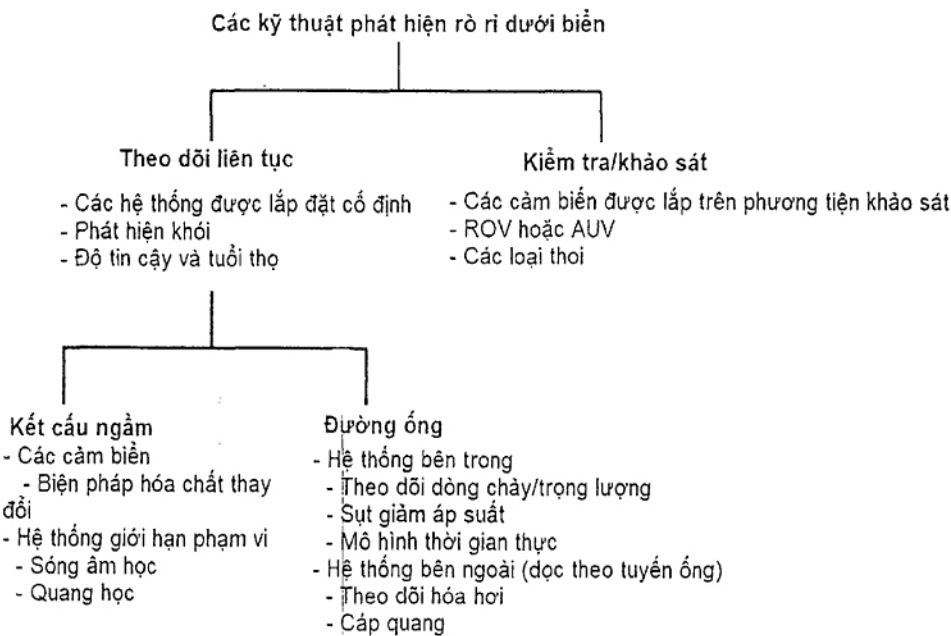 Các kỹ thuật phát hiện rò rỉ dưới biển
Theo dõi liên tục
- Các hệ thống được lắp đặt cố định
- Phát hiện khói
- Độ tin cậy và tuổi thọ
Kiểm tra/khảo sát
- Các cảm biến được lắp trên phương tiện khảo sát
- ROV hoặc AUV
- Các loại thoi
Kết cấu ngầm
- Các cảm biến
- Biện pháp hóa chất thay
đổi
- Hệ thống giới hạn phạm vi
- Sóng âm học
- Quang học
Đường ống
- Hệ thống bên trong
- Theo dõi dòng chảy/trọng lượng
- Sụt giảm áp suất
- Mô hình thời gian thực
- Hệ thống bên ngoài (dọc theo tuyến ống)
- Theo dõi hóa hơi
- Cáp quang